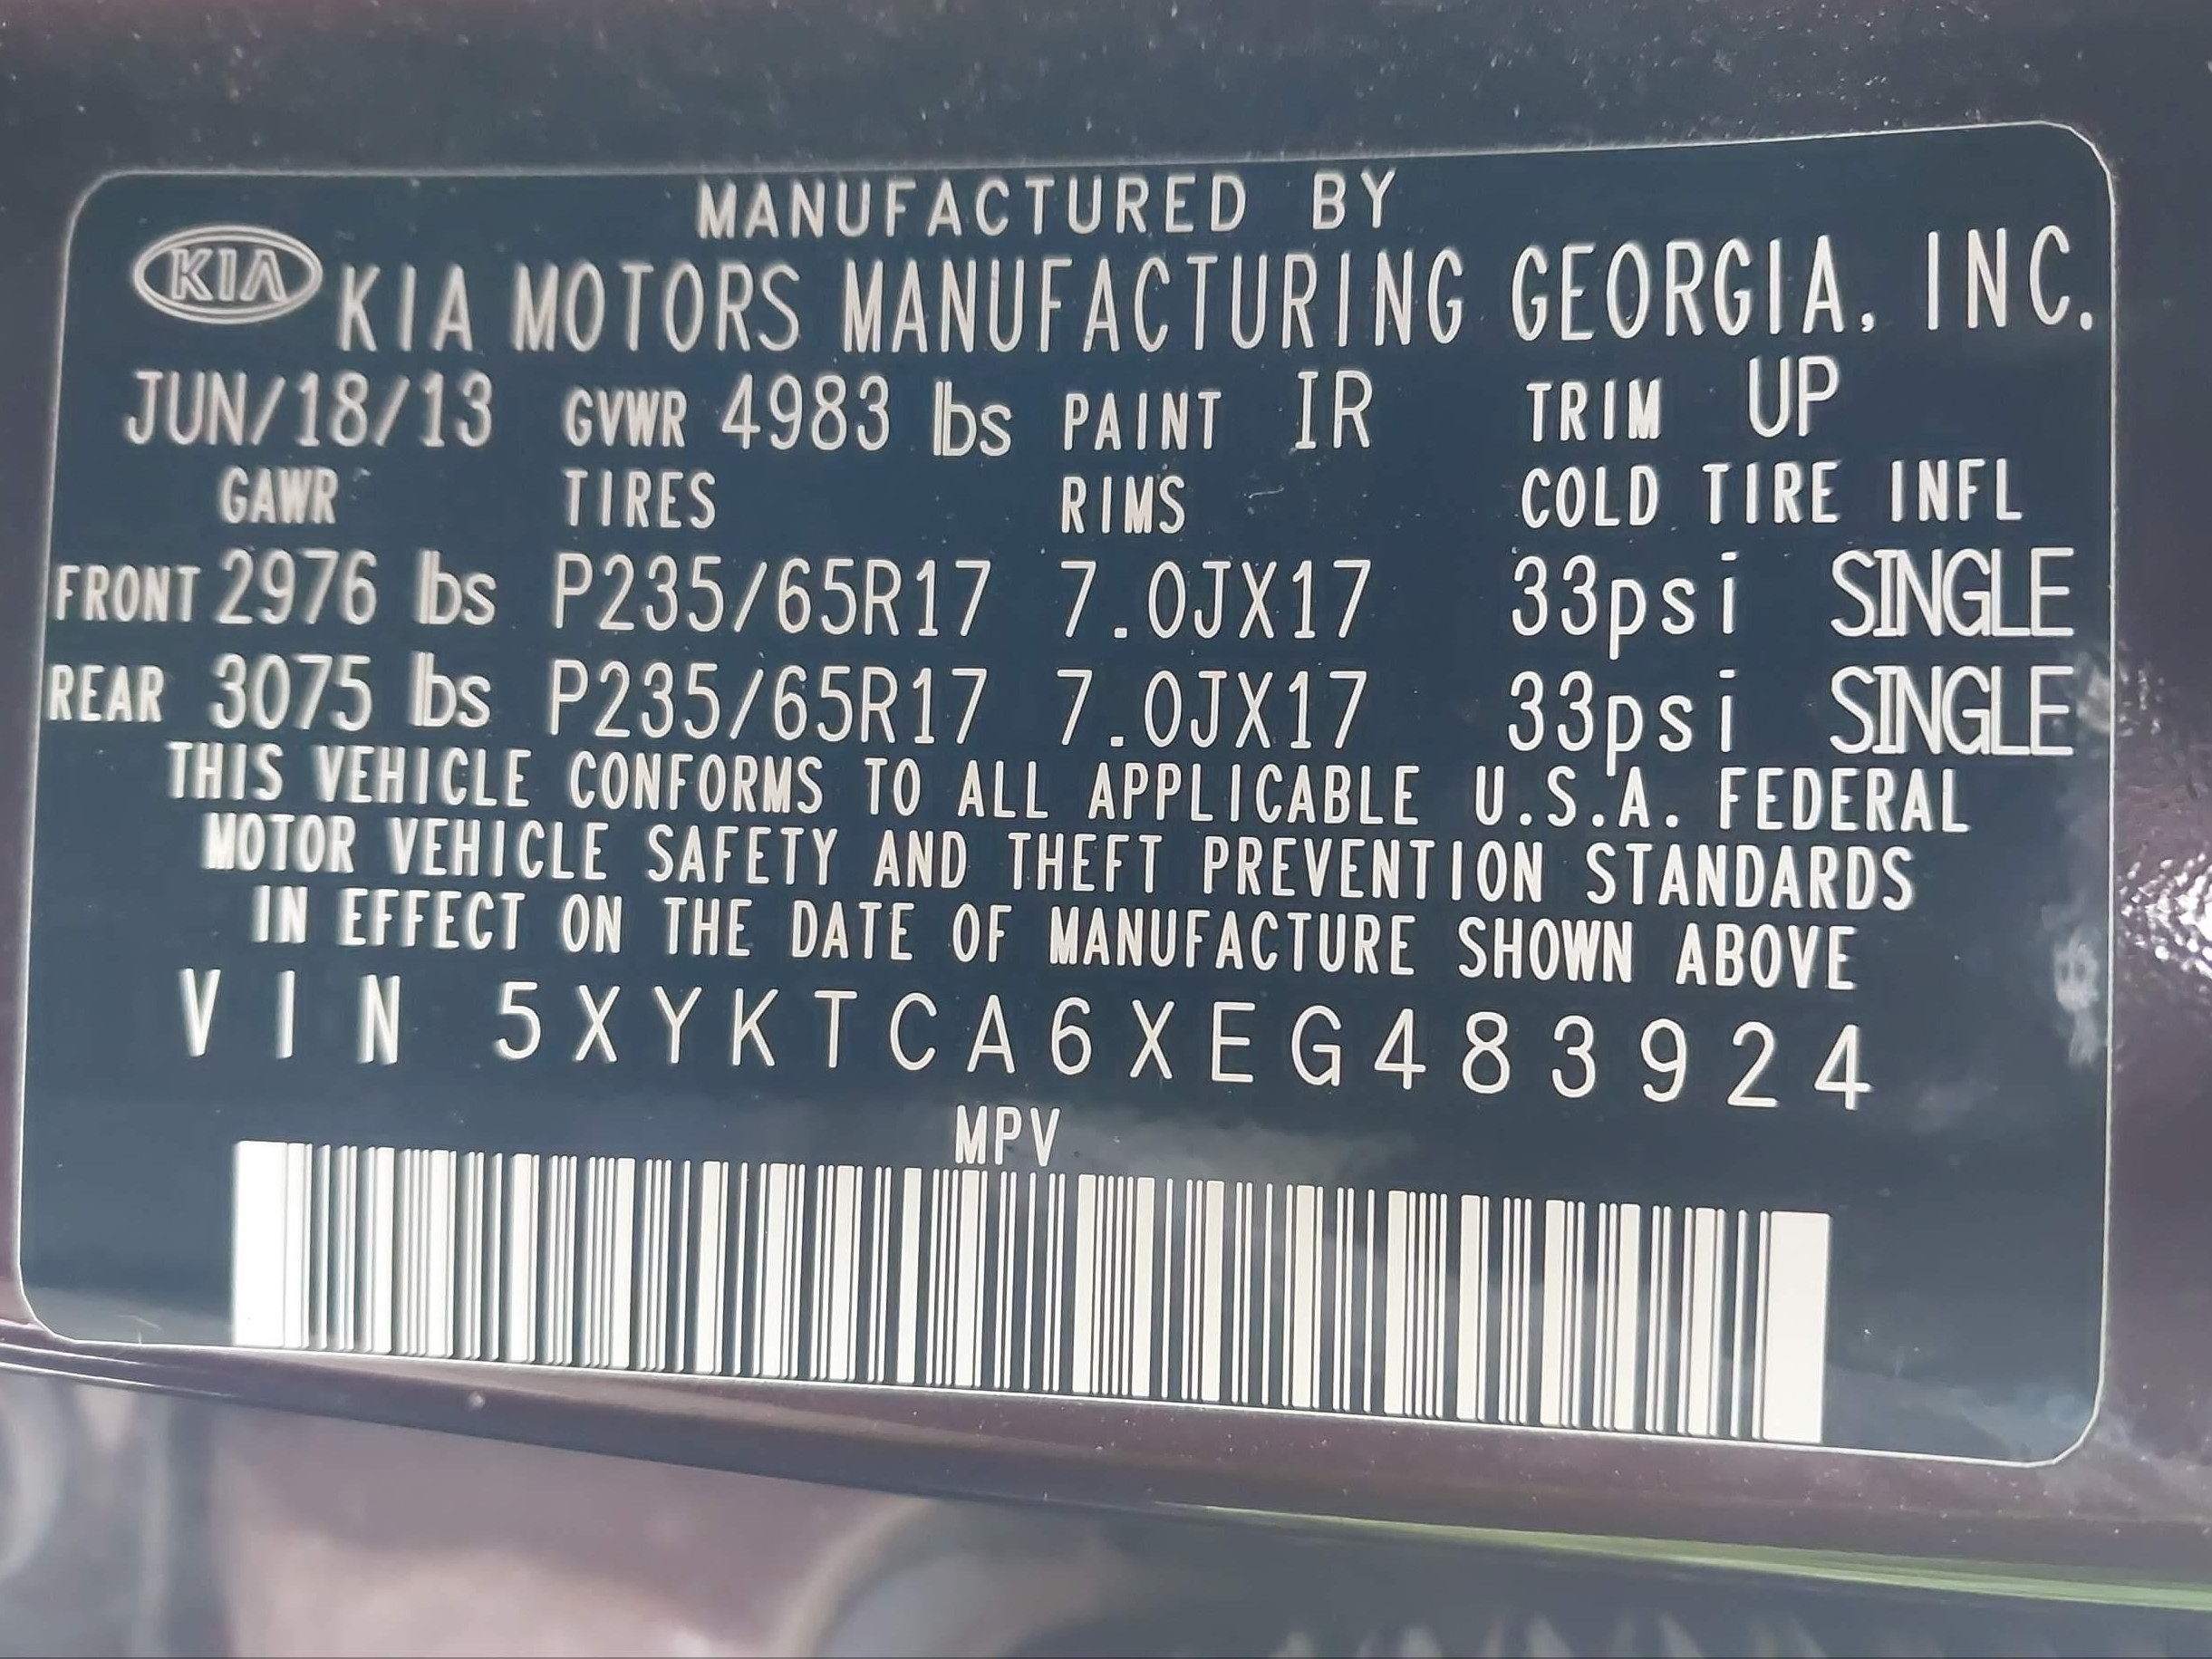 MANUFACTURED BY
KIA KIA MOTORS MANUFACTURING GEORGIA, INC.
JUN/18/13 GVWR 4983 lbs PAINT IR TRIM UP
GAWR TIRES RIMS COLD TIRE INFL
FRONT 2976 lbs P235/65R17 7.0JX17 33psi SINGLE
REAR 3075 lbs P235/65R17 7.0JX17 33psi SINGLE
THIS VEHICLE CONFORMS TO ALL APPLICABLE U.S.A. FEDERAL
MOTOR VEHICLE SAFETY AND THEFT PREVENTION STANDARDS
IN EFFECT ON THE DATE OF MANUFACTURE SHOWN ABOVE
VIN 5XYKTCA6XEG483924
MPV